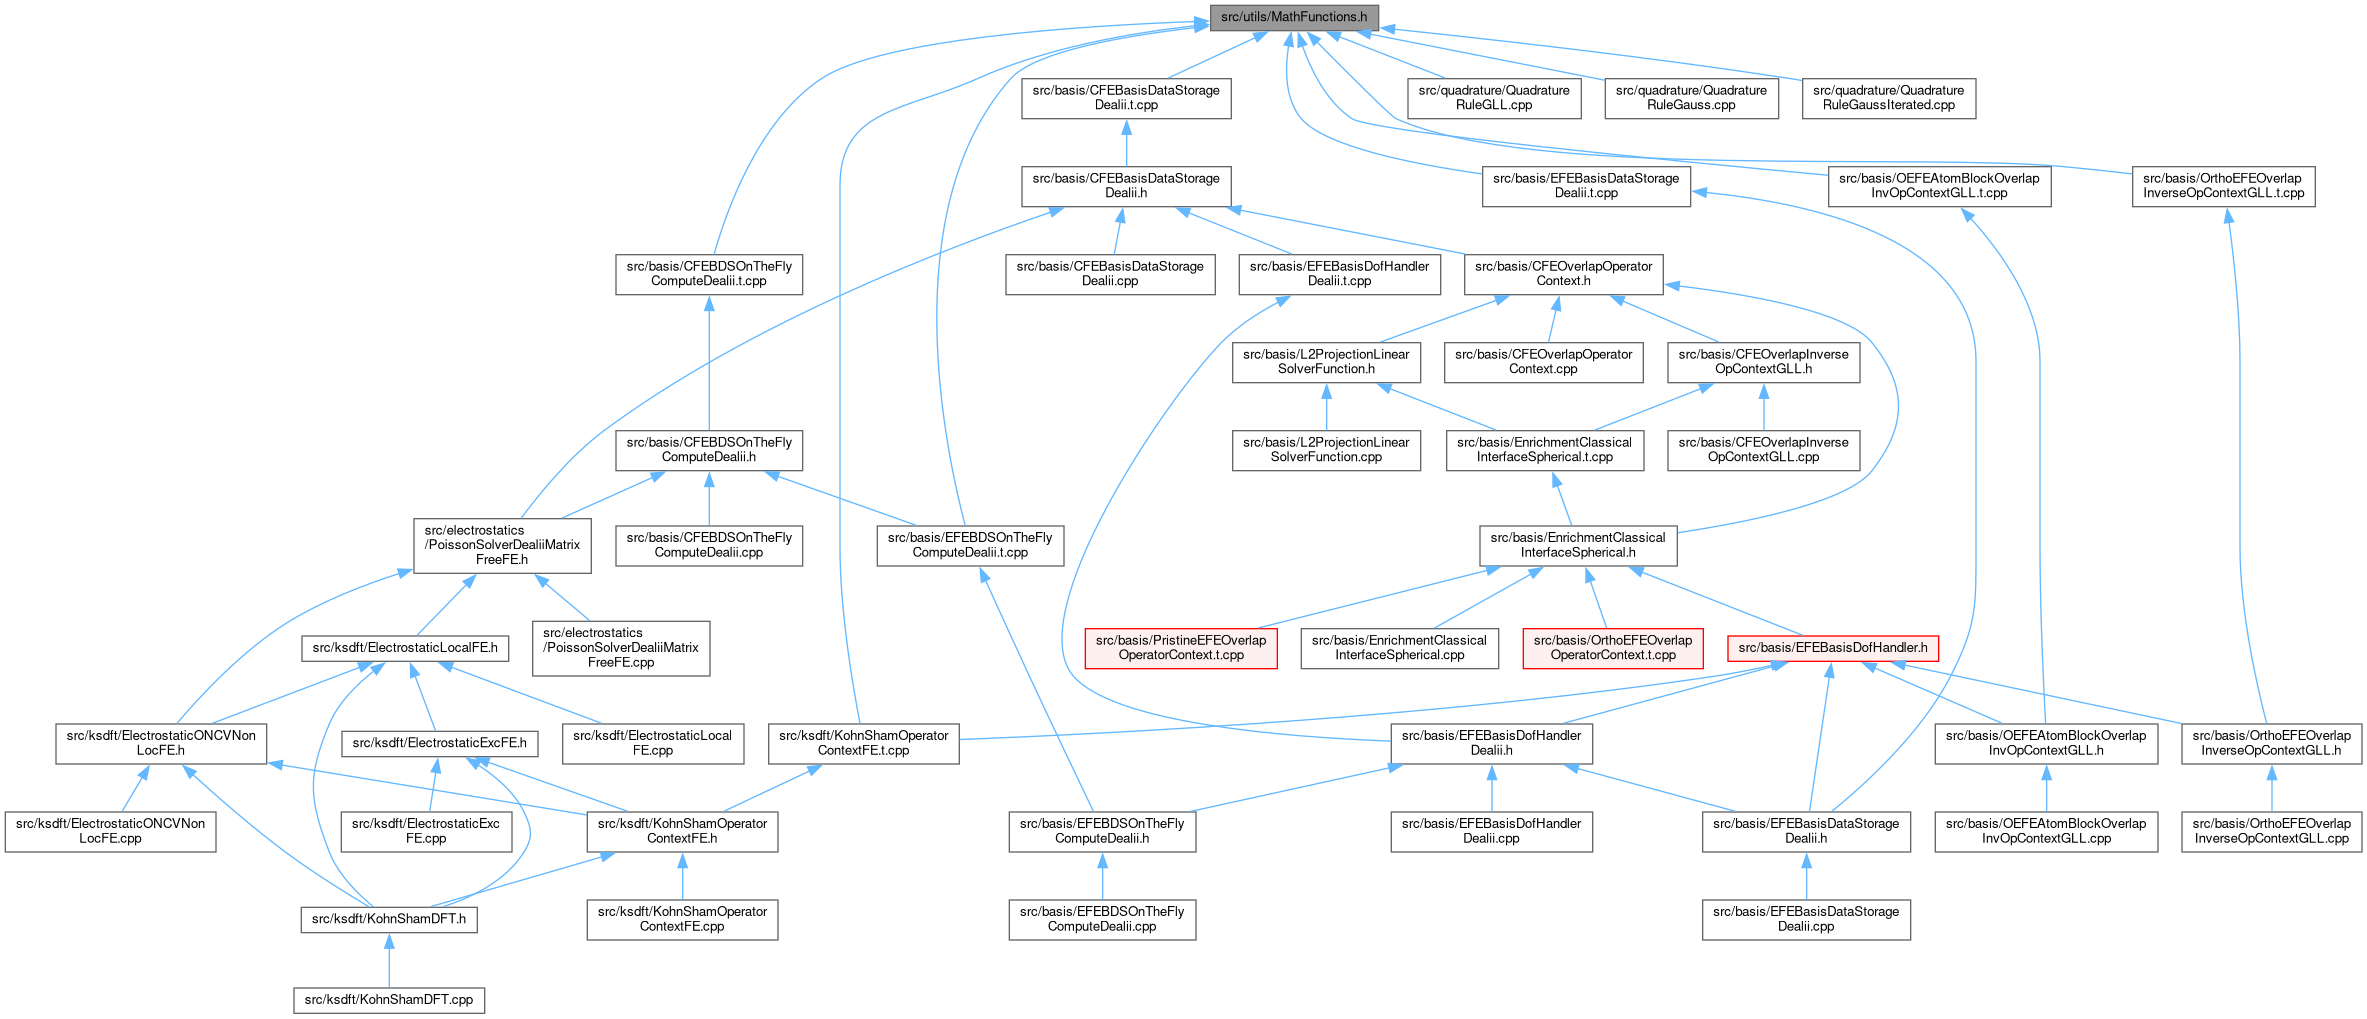 src/utils/MathFunctions.h
src/basis/CFEBasisDataStorage
Dealii.t.cpp
src/quadrature/Quadrature
RuleGLL.cpp
src/quadrature/Quadrature
RuleGauss.cpp
src/quadrature/Quadrature
RuleGaussIterated.cpp
src/basis/CFEBasisDataStorage
Dealii.h
src/basis/EFEBasisDataStorage
Dealii.t.cpp
src/basis/OEFEAtomBlockOverlap
InvOpContextGLL.t.cpp
src/basis/OrthoEFEOverlap
InverseOpContextGLL.t.cpp
src/basis/CFEBDSOnTheFly
ComputeDealii.t.cpp
src/basis/CFEBasisDataStorage
Dealii.cpp
src/basis/EFEBasisDofHandler
Dealii.t.cpp
src/basis/CFEOverlapOperator
Context.h
src/basis/L2ProjectionLinear
SolverFunction.h
src/basis/CFEOverlapOperator
Context.cpp
src/basis/CFEOverlapInverse
OpContextGLL.h
src/basis/CFEBDSOnTheFly
ComputeDealii.h
src/basis/L2ProjectionLinear
SolverFunction.cpp
src/basis/EnrichmentClassical
InterfaceSpherical.t.cpp
src/basis/CFEOverlapInverse
OpContextGLL.cpp
src/electrostatics
/PoissonSolverDealiiMatrix
FreeFE.h
src/basis/CFEBDSOnTheFly
ComputeDealii.cpp
src/basis/EFEBDSOnTheFly
ComputeDealii.t.cpp
src/basis/EnrichmentClassical
InterfaceSpherical.h
src/ksdft/ElectrostaticLocalFE.h
src/electrostatics
/PoissonSolverDealiiMatrix
FreeFE.cpp
src/basis/PristineEFEOverlap
OperatorContext.t.cpp
src/basis/EnrichmentClassical
InterfaceSpherical.cpp
src/basis/OrthoEFEOverlap
OperatorContext.t.cpp
src/basis/EFEBasisDofHandler.h
src/ksdft/ElectrostaticONCVNon
LocFE.h
src/ksdft/ElectrostaticExcFE.h
src/ksdft/ElectrostaticLocal
FE.cpp
src/ksdft/KohnShamOperator
ContextFE.t.cpp
src/basis/EFEBasisDofHandler
Dealii.h
src/basis/OEFEAtomBlockOverlap
InvOpContextGLL.h
src/basis/OrthoEFEOverlap
InverseOpContextGLL.h
src/ksdft/ElectrostaticONCVNon
LocFE.cpp
src/ksdft/ElectrostaticExc
FE.cpp
src/ksdft/KohnShamOperator
ContextFE.h
src/basis/EFEBDSOnTheFly
ComputeDealii.h
src/basis/EFEBasisDofHandler
Dealii.cpp
src/basis/EFEBasisDataStorage
Dealii.h
src/basis/OEFEAtomBlockOverlap
InvOpContextGLL.cpp
src/basis/OrthoEFEOverlap
InverseOpContextGLL.cpp
src/ksdft/KohnShamDFT.h
src/ksdft/KohnShamOperator
ContextFE.cpp
src/basis/EFEBDSOnTheFly
ComputeDealii.cpp
src/basis/EFEBasisDataStorage
Dealii.cpp
src/ksdft/KohnShamDFT.cpp